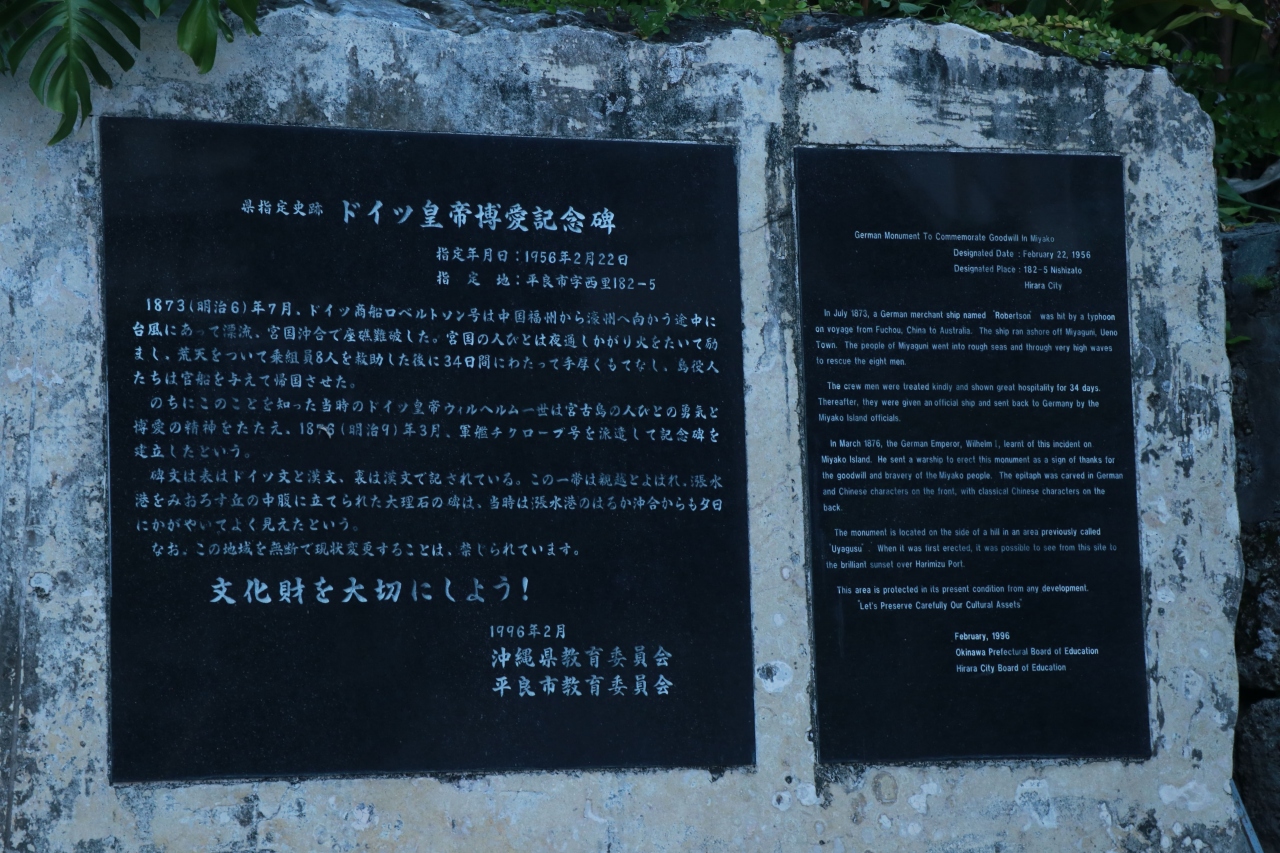 県指定史跡 ドイツ皇帝博愛記念碑
指定年月日：1956年2月22日
指 定 地：平良市字西里182-5
1873(明治6)年7月、ドイツ商船ロベルトソン号は中国福州から濠州へ向かう途中に
台風にあって漂流、宮国沖合で座礁難破した。宮国の人びとは夜通しかがり火をたいて励
まし、荒天をついて乗組員8人を救助した後に34日間にわたって手厚くもてなし、島役人
たちは官船を与えて帰国させた。
のちにこのことを知った当時のドイツ皇帝ウィルヘルム一世は宮古島の人びとの勇気と
博愛の精神をたたえ、1876(明治9)年3月、軍艦チクロープ号を派遣して記念碑を
建立したという。
碑文は表はドイツ文と漢文、裏は漢文で記されている。この一帯は親越とよばれ、漲水
港をみおろす丘の中腹に立てられた大理石の碑は、当時は漲水港のはるか沖合からも夕日
にかがやいてよく見えたという。
なお、この地域を無断で現状変更することは、禁じられています。
文化財を大切にしよう！
1996年2月
沖縄県教育委員会
平良市教育委員会
German Monument To Commemorate Goodwill In Miyako
Designated Date : February 22, 1956
Designated Place : 182-5 Nishizato
Hirara City
In July 1873, a German merchant ship named "Robertson" was hit by a typhoon
on voyage from Fuchou, China to Australia. The ship ran ashore off Miyaguni, Ueno
Town. The people of Miyaguni went into rough seas and through very high waves
to rescue the eight men.
The crew men were treated kindly and shown great hospitality for 34 days.
Thereafter, they were given an official ship and sent back to Germany by the
Miyako Island officials.
In March 1876, the German Emperor, Wilhelm I, learnt of this incident on
Miyako Island. He sent a warship to erect this monument as a sign of thanks for
the goodwill and bravery of the Miyako people. The epitaph was carved in German
and Chinese characters on the front, with classical Chinese characters on the
back.
The monument is located on the side of a hill in an area previously called
"Uyagusu". When it was first erected, it was possible to see from this site to
the brilliant sunset over Harimizu Port.
This area is protected in its present condition from any development.
"Let's Preserve Carefully Our Cultural Assets"
February, 1996
Okinawa Prefectural Board of Education
Hirara City Board of Education